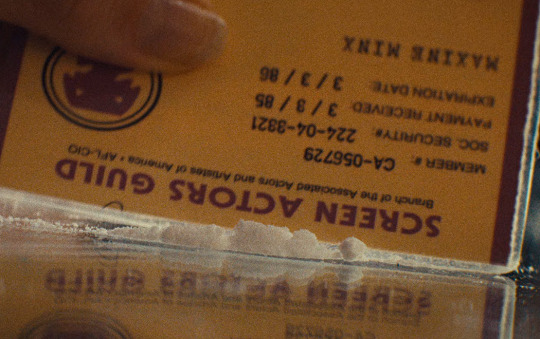 SCREEN ACTORS GUILD
Branch of the Associated Actors and Artistes of America • AFL-CIO
MEMBER #: CA-056729
SOC. SECURITY#: 224-04-3321
PAYMENT RECEIVED: 3 / 3 / 85
EXPIRATION DATE: 3 / 3 / 86
MAXINE MINX